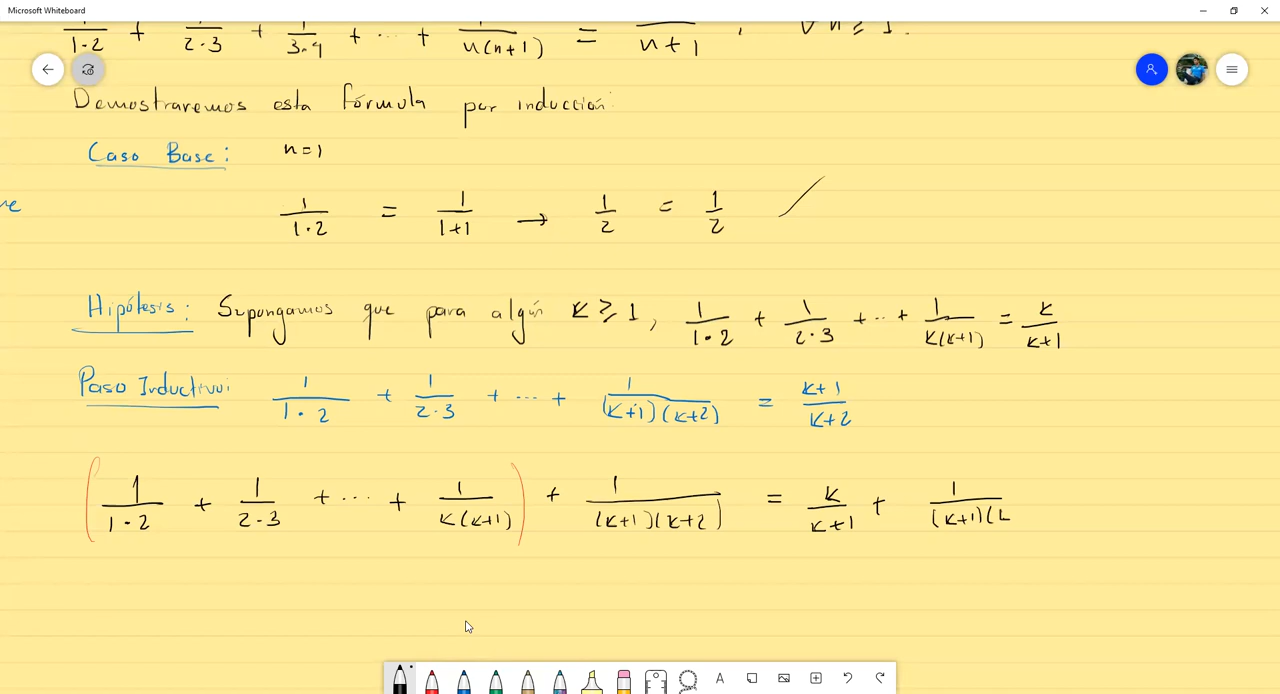 Microsoft Whiteboard
1/(1·2) + 1/(2·3) + 1/(3·4) + ··· + 1/(n(n+1)) = /(n+1) , ∀ n ≥ 1.
Demostraremos esta fórmula por inducción:
Caso Base: n=1
1/(1·2) = 1/(1+1) → 1/2 = 1/2
Hipótesis: Supongamos que para algún k ≥ 1, 1/(1·2) + 1/(2·3) + ··· + 1/(k(k+1)) = k/(k+1)
Paso Inductivo: 1/(1·2) + 1/(2·3) + ··· + 1/((k+1)(k+2)) = (k+1)/(k+2)
(1/(1·2) + 1/(2·3) + ··· + 1/(k(k+1))) + 1/((k+1)(k+2)) = k/(k+1) + 1/((k+1)(
A